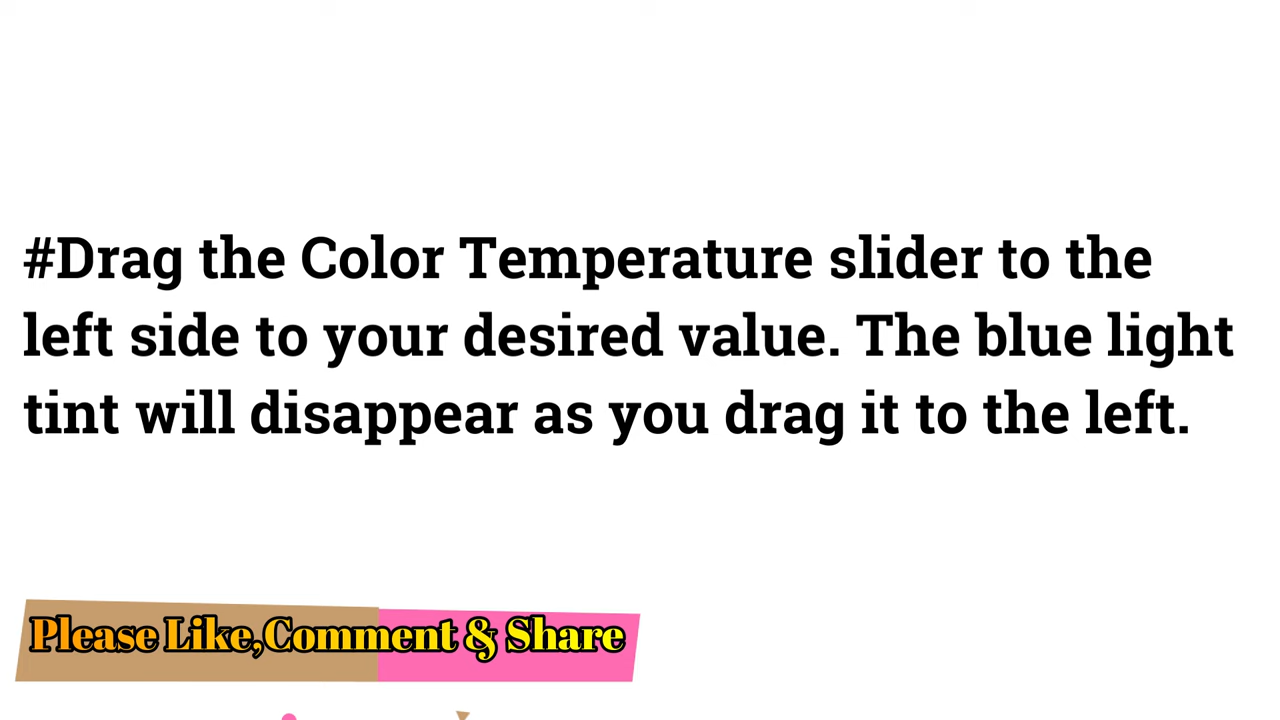 #Drag the Color Temperature slider to the
left side to your desired value. The blue light
tint will disappear as you drag it to the left.
Please Like,Comment & Share